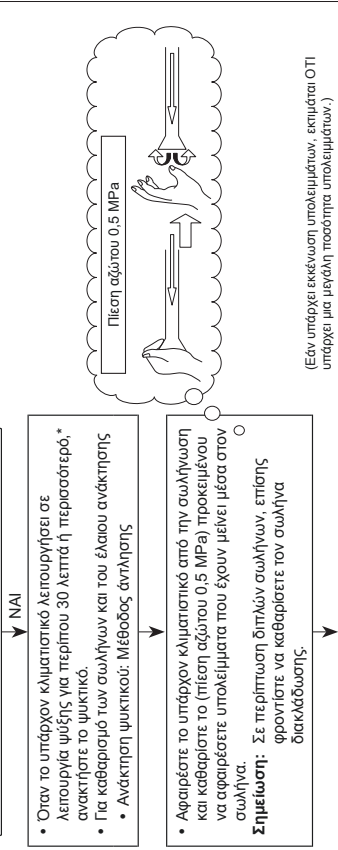 ΝΑΙ
• Όταν το υπάρχον κλιματιστικό λειτουργήσει σε
λειτουργία ψύξης για περίπου 30 λεπτά ή περισσότερό,*
ανακτήστε το ψυκτικό.
• Για καθαρισμό των σωλήνων και του έλαιου ανάκτησης
• Ανάκτηση ψυκτικού: Μέθοδος άντλησης
• Αφαιρέστε το υπάρχον κλιματιστικό από την σωλήνωση
και καθαρίστε το (πίεση αζώτου 0,5 MPa) προκειμένου
να αφαιρέσετε υπολείμματα που έχουν μείνει μέσα στον
σωλήνα.
Σημείωση: Σε περίπτωση διπλών σωλήνων, επίσης
φροντίστε να καθαρίσετε τον σωλήνα
διακλάδωσης.
Πίεση αζώτου 0,5 MPa
(Εάν υπάρχει εκκένωση υπολειμμάτων, εκτιμάται ΟΤΙ
υπάρχει μια μεγάλη ποσότητα υπολειμμάτων.)